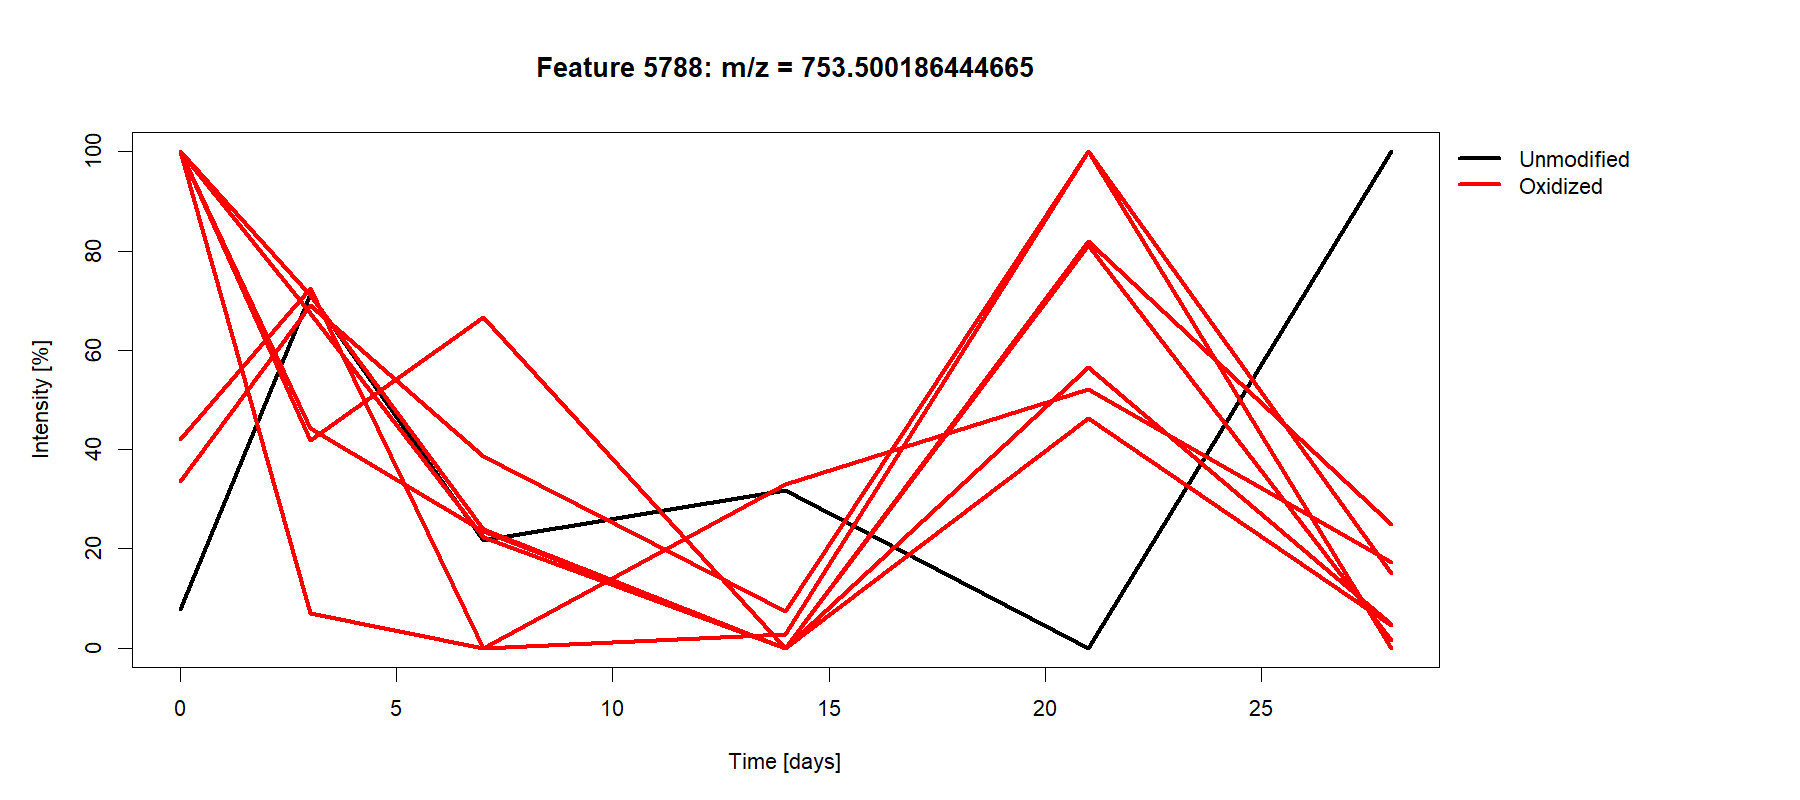 Feature 5788: m/z = 753.500186444665
Intensity [%]
100
80
60
40
20
0
0 5 10 15 20 25
Time [days]
Unmodified
Oxidized